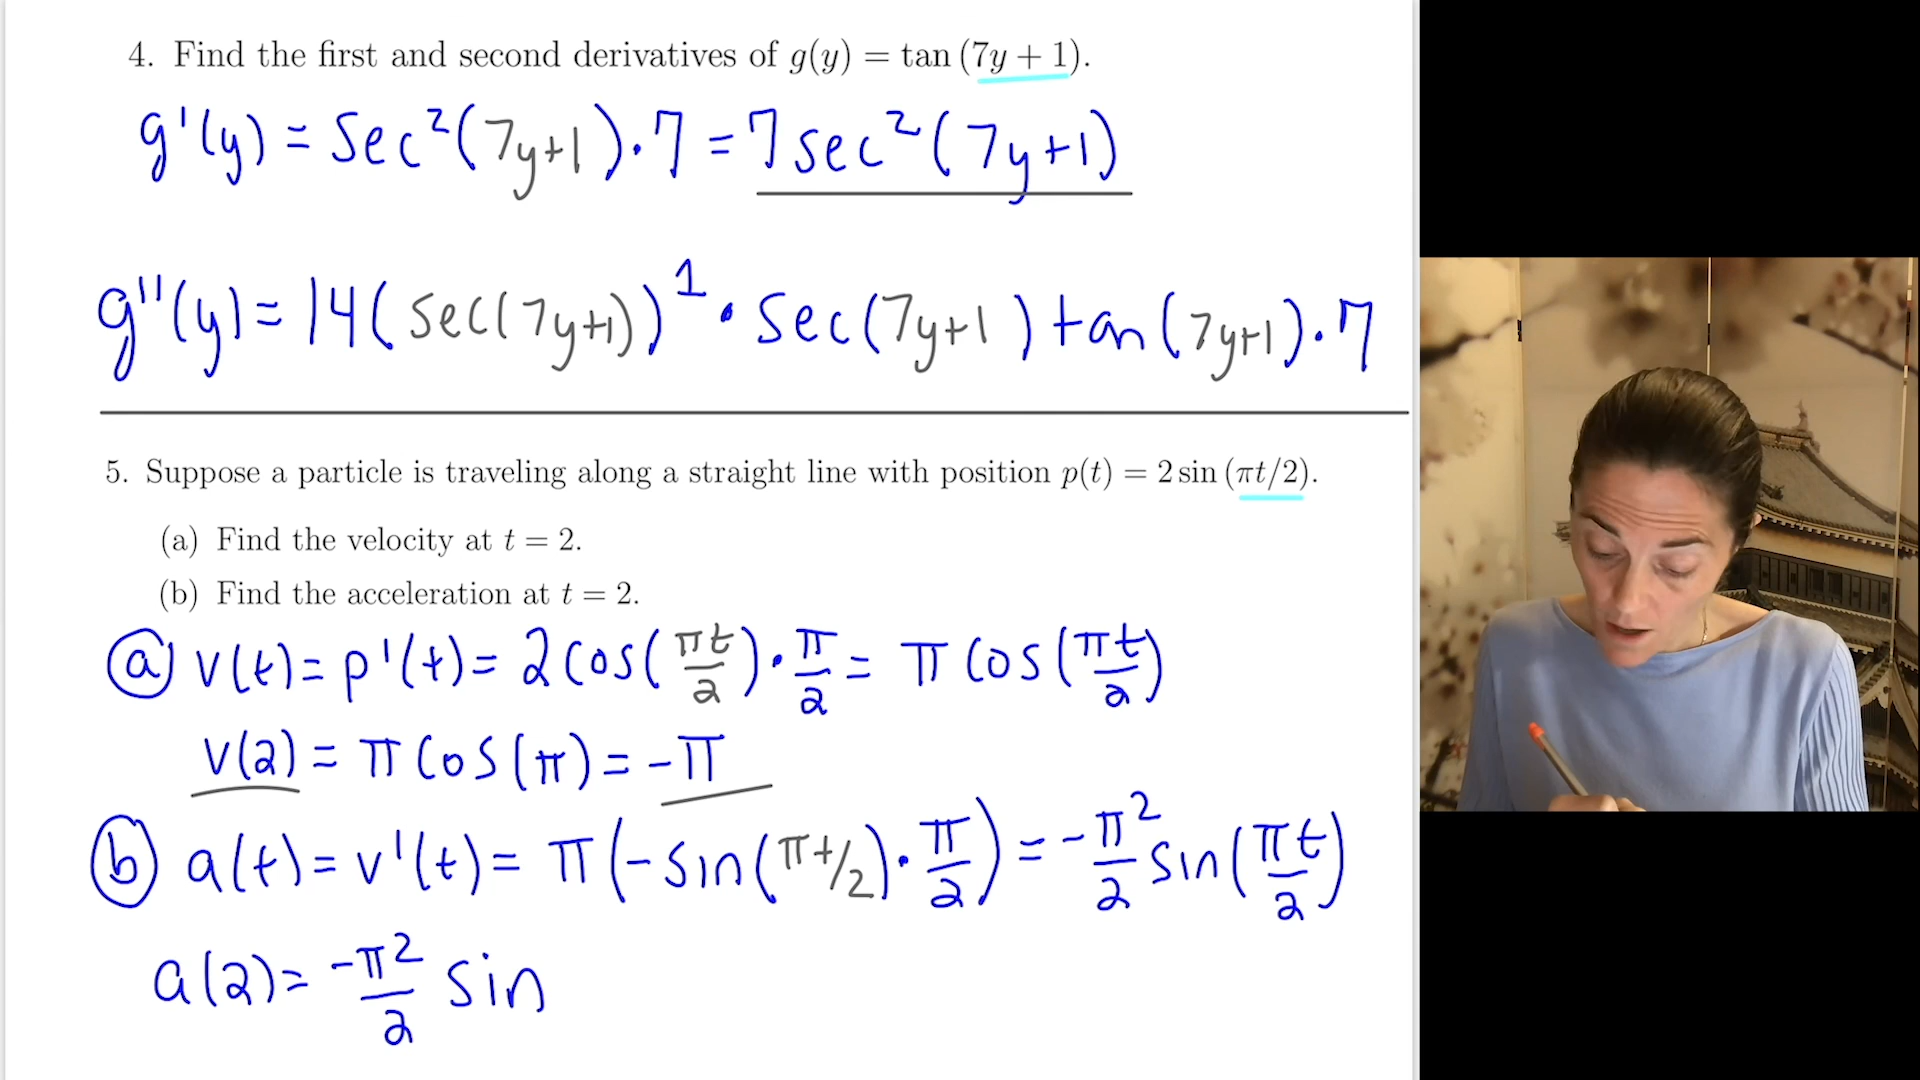 4. Find the first and second derivatives of g(y) = tan (7y + 1).
g'(y) = sec²(7y+1)·7 = 7sec²(7y+1)
g''(y) = 14(sec(7y+1))¹·sec(7y+1)tan(7y+1)·7
5. Suppose a particle is traveling along a straight line with position p(t) = 2 sin (πt/2).
(a) Find the velocity at t = 2.
(b) Find the acceleration at t = 2.
ⓐ v(t) = p'(t) = 2cos(πt/2)·π/2 = π cos(πt/2)
v(2) = π cos(π) = -π
ⓑ a(t) = v'(t) = π(-sin(πt/2)·π/2) = -π²/2 sin(πt/2)
a(2) = -π²/2 sin